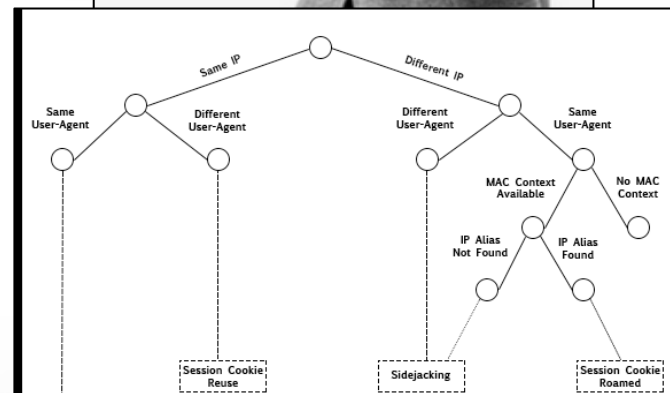 Same IP
Different IP
Same
User-Agent
Different
User-Agent
Different
User-Agent
Same
User-Agent
MAC Context
Available
No MAC
Context
IP Alias
Not Found
IP Alias
Found
Session Cookie
Reuse
Sidejacking
Session Cookie
Roamed